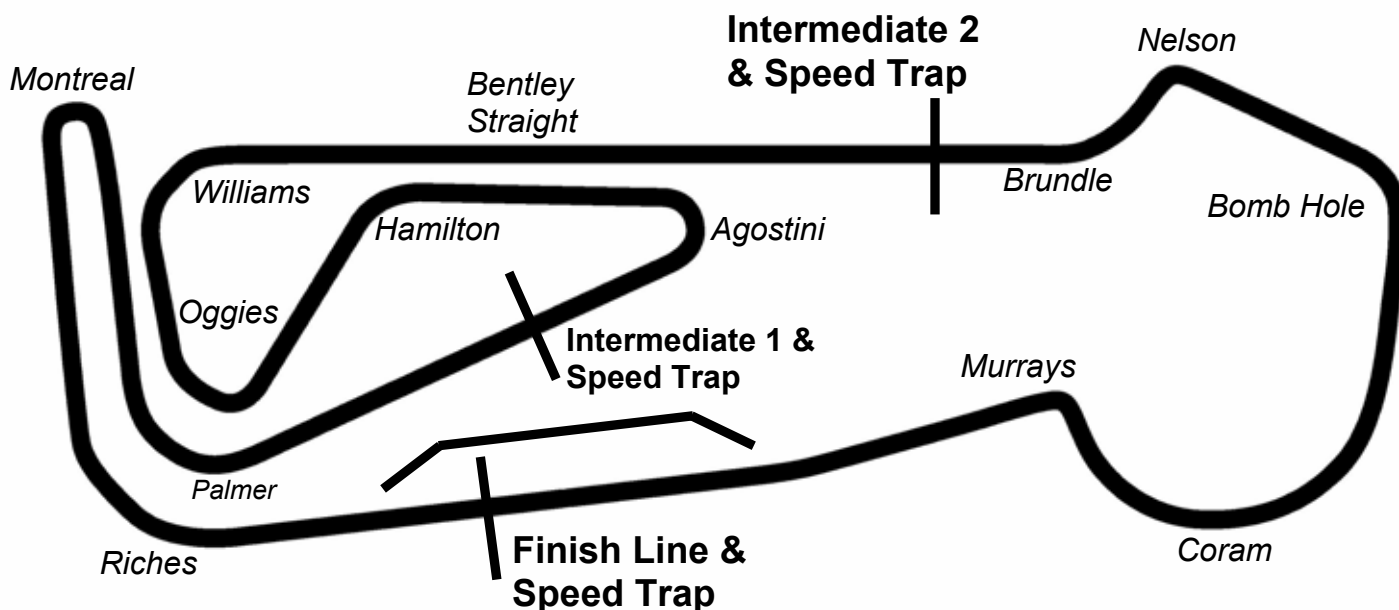 Intermediate 2
& Speed Trap
Nelson
Montreal
Bentley
Straight
Williams
Brundle
Bomb Hole
Hamilton
Agostini
Oggies
Intermediate 1 &
Speed Trap
Murrays
Palmer
Riches
Finish Line &
Speed Trap
Coram